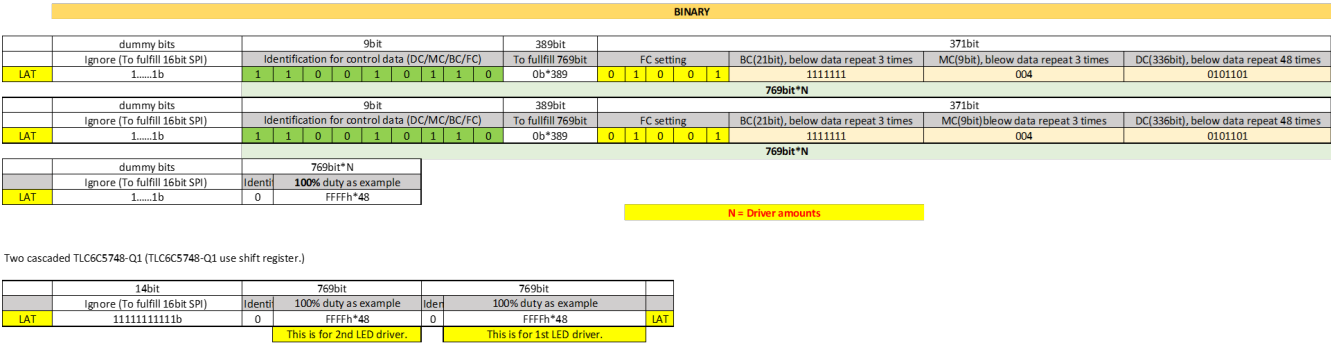 BINARY
dummy bits 9bit 389bit 371bit
Ignore (To fulfill 16bit SPI) Identification for control data (DC/MC/BC/FC) To fullfill 769bit FC setting BC(21bit), below data repeat 3 times MC(9bit), bleow data repeat 3 times DC(336bit), below data repeat 48 times
LAT 1......1b 1 1 0 0 1 0 1 1 0 0b*389 0 1 0 0 1 1111111 004 0101101
769bit*N
dummy bits 9bit 389bit 371bit
Ignore (To fulfill 16bit SPI) Identification for control data (DC/MC/BC/FC) To fullfill 769bit FC setting BC(21bit), below data repeat 3 times MC(9bit)bleow data repeat 3 times DC(336bit), below data repeat 48 times
LAT 1......1b 1 1 0 0 1 0 1 1 0 0b*389 0 1 0 0 1 1111111 004 0101101
769bit*N
dummy bits 769bit*N
Ignore (To fulfill 16bit SPI) Identif 100% duty as example
LAT 1......1b 0 FFFFh*48
N = Driver amounts
Two cascaded TLC6C5748-Q1 (TLC6C5748-Q1 use shift register.)
14bit 769bit 769bit
Ignore (To fulfill 16bit SPI) Identif 100% duty as example Iden 100% duty as example
LAT 11111111111b 0 FFFFh*48 0 FFFFh*48 LAT
This is for 2nd LED driver. This is for 1st LED driver.